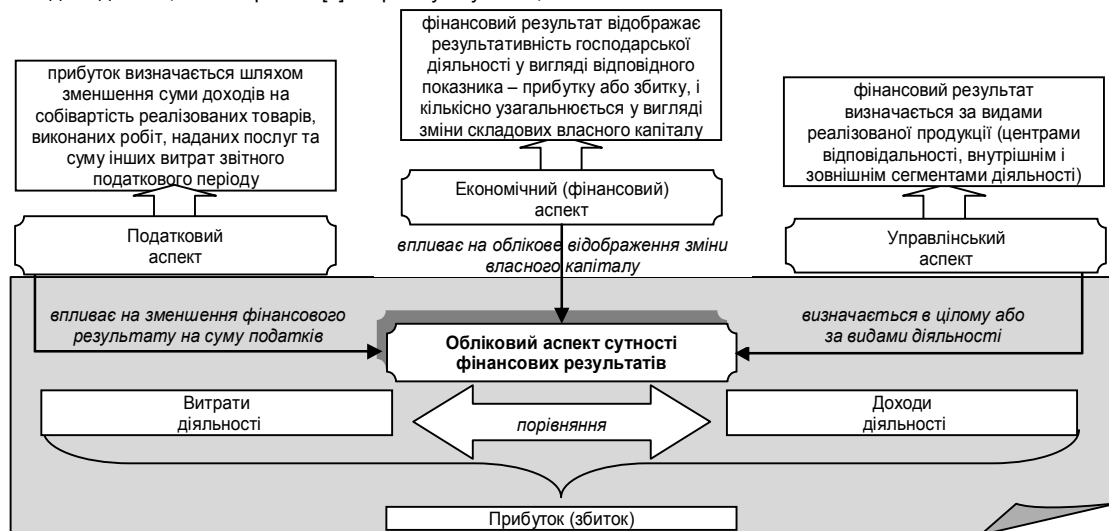 фінансовий результат відображає
результативність господарської
діяльності у вигляді відповідного
показника – прибутку або збитку, і
кількісно узагальнюється у вигляді
зміни складових власного капіталу
прибуток визначається шляхом
зменшення суми доходів на
собівартість реалізованих товарів,
виконаних робіт, наданих послуг та
суму інших витрат звітного
податкового періоду
фінансовий результат
визначається за видами
реалізованої продукції (центрами
відповідальності, внутрішнім і
зовнішнім сегментами діяльності)
Економічний (фінансовий)
аспект
Податковий
аспект
Управлінський
аспект
впливає на облікове відображення зміни
власного капіталу
впливає на зменшення фінансового
результату на суму податків
визначається в цілому або
за видами діяльності
Обліковий аспект сутності
фінансових результатів
Витрати
діяльності
порівняння
Доходи
діяльності
Прибуток (збиток)